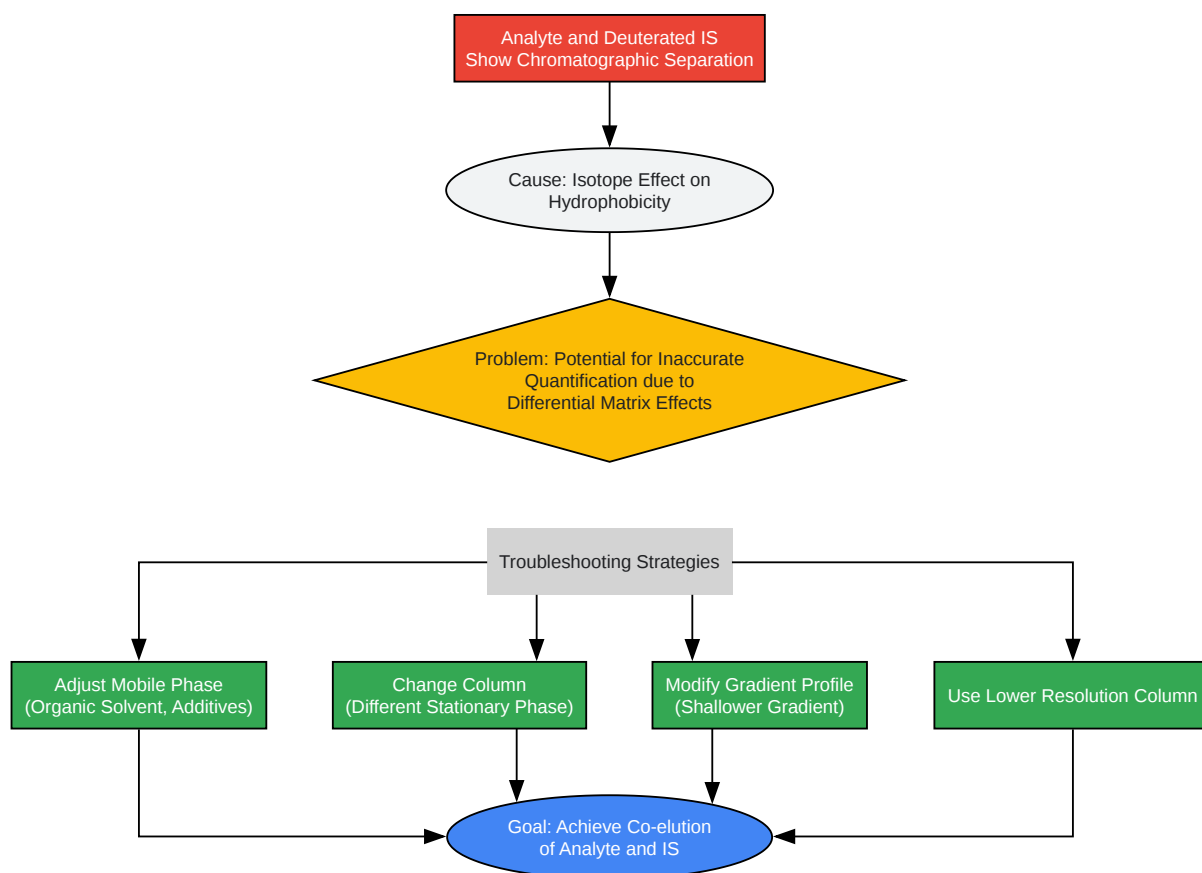 Analyte and Deuterated IS
Show Chromatographic Separation
Cause: Isotope Effect on
Hydrophobicity
Problem: Potential for Inaccurate
Quantification due to
Differential Matrix Effects
Troubleshooting Strategies
Adjust Mobile Phase
(Organic Solvent, Additives)
Change Column
(Different Stationary Phase)
Modify Gradient Profile
(Shallower Gradient)
Use Lower Resolution Column
Goal: Achieve Co-elution
of Analyte and IS